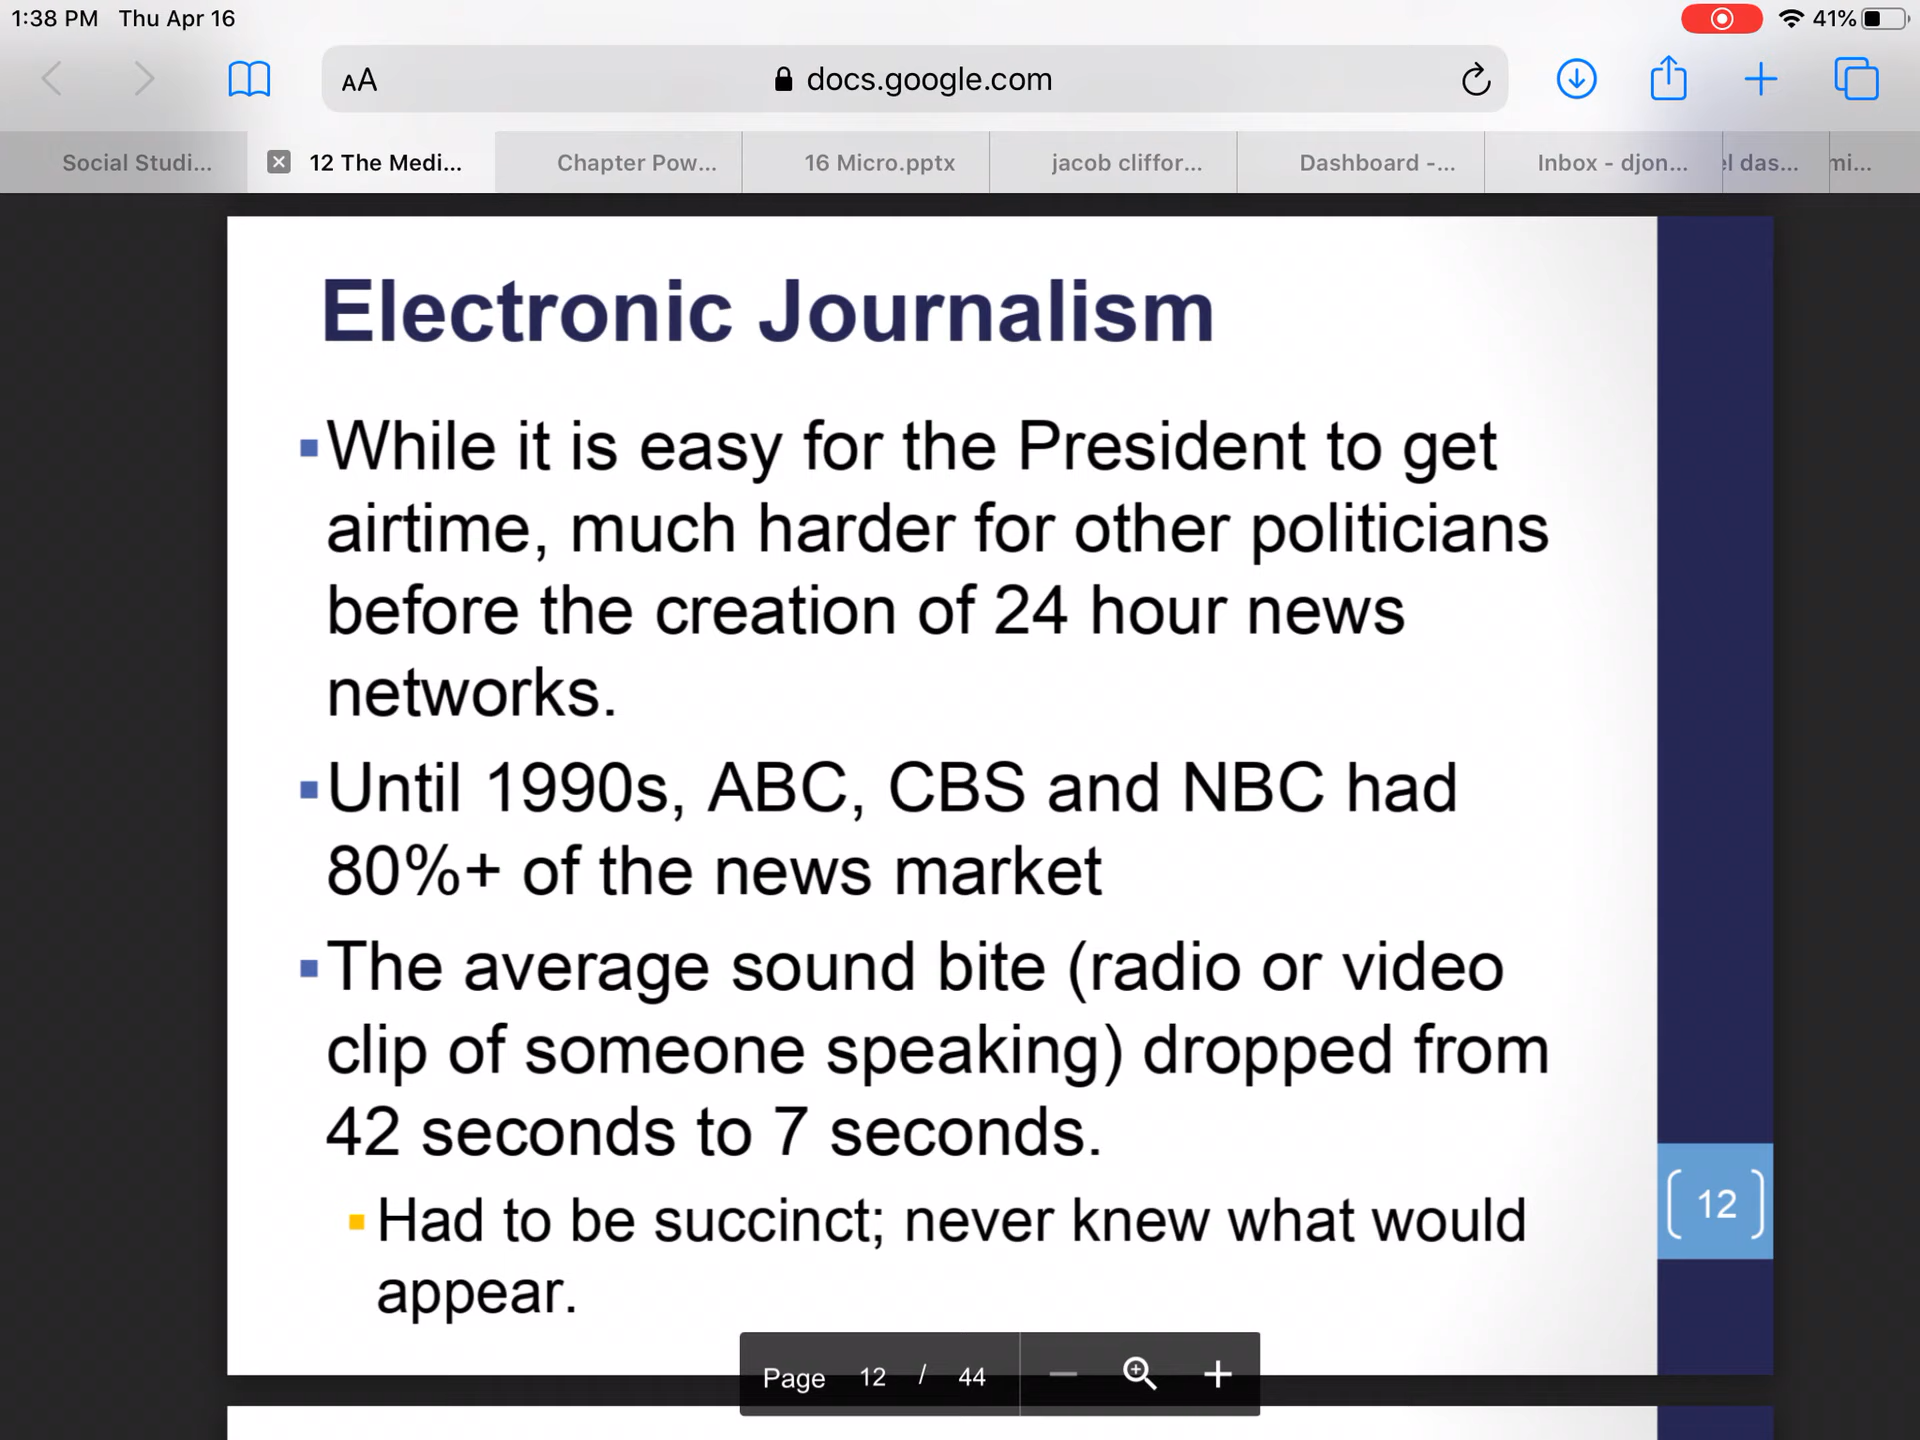 1:38 PM Thu Apr 16
41%
AA docs.google.com
Social Studi... 12 The Medi... Chapter Pow... 16 Micro.pptx jacob cliffor... Dashboard -... Inbox - djon... el das... mi...
Electronic Journalism
While it is easy for the President to get
airtime, much harder for other politicians
before the creation of 24 hour news
networks.
Until 1990s, ABC, CBS and NBC had
80%+ of the news market
The average sound bite (radio or video
clip of someone speaking) dropped from
42 seconds to 7 seconds.
Had to be succinct; never knew what would
appear.
12
Page 12 / 44